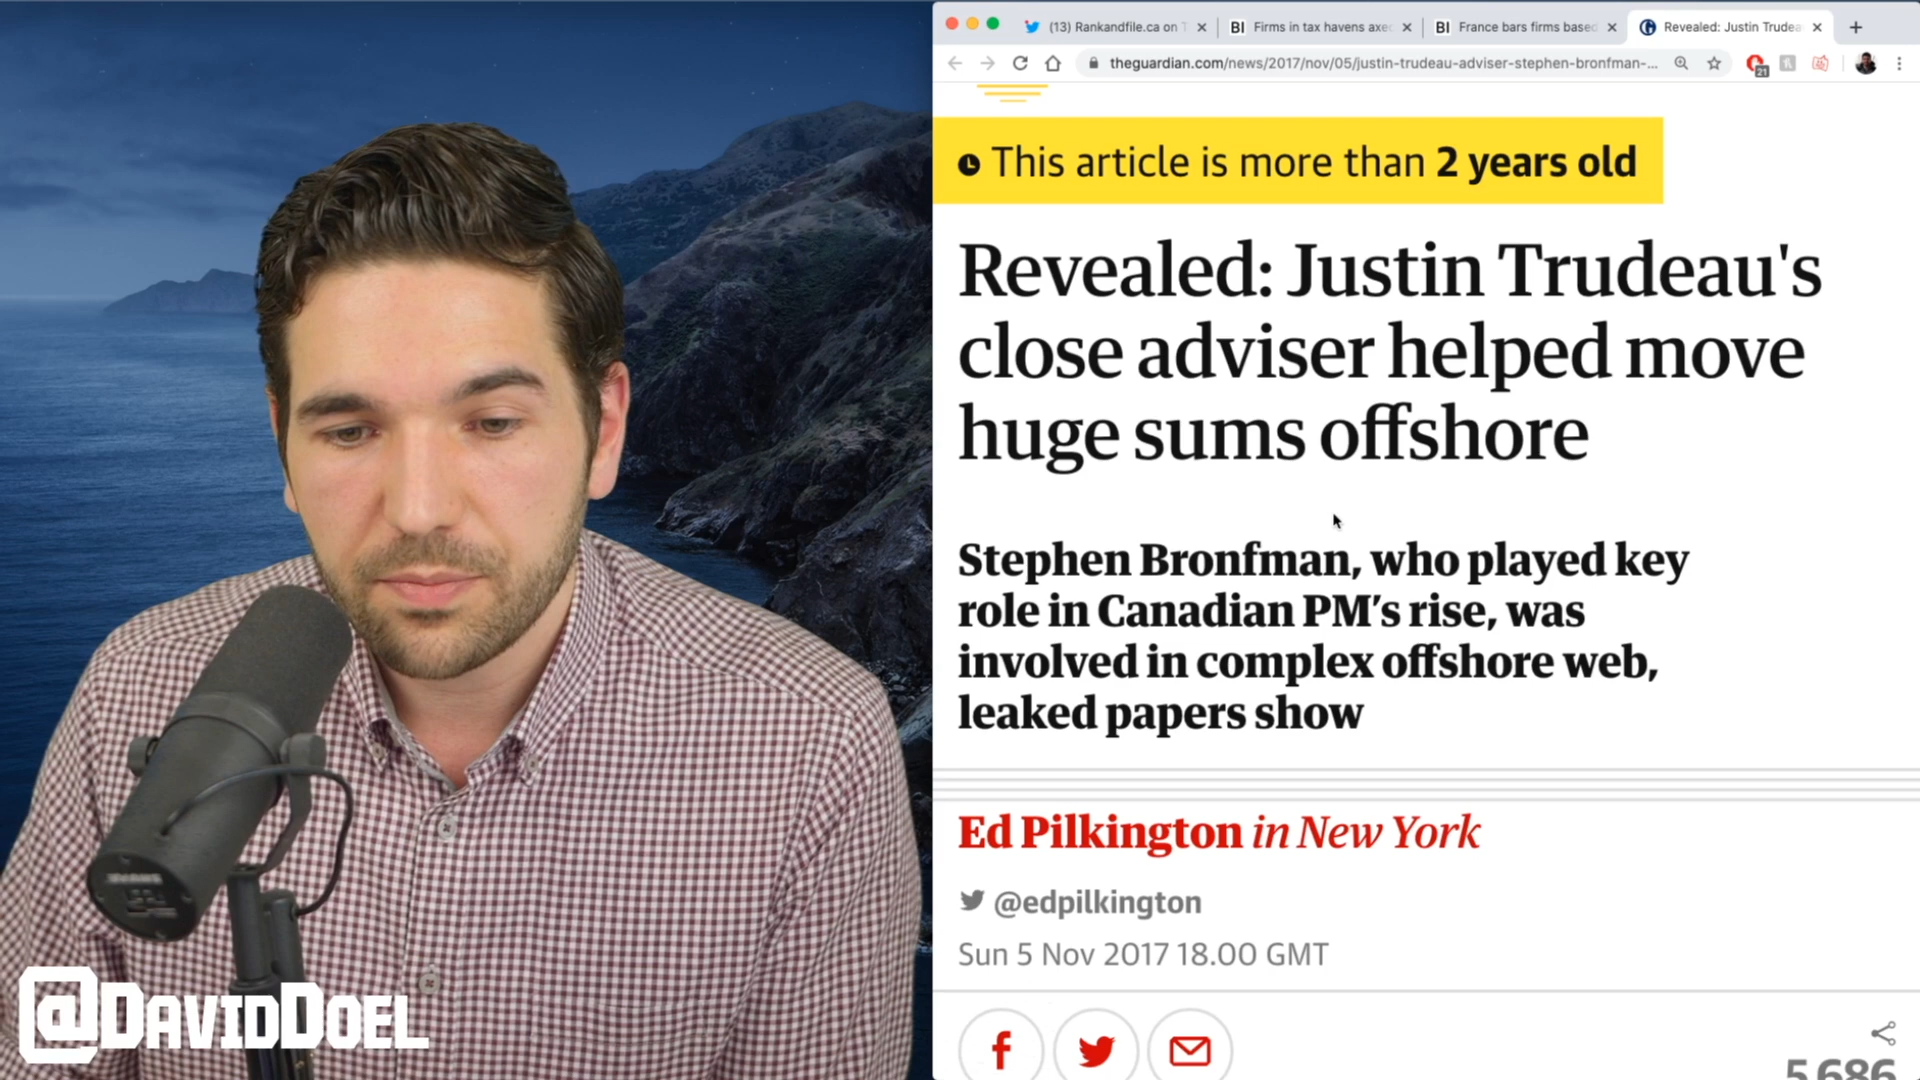 (13) Rankandfile.ca on
Firms in tax havens axe
France bars firms based
Revealed: Justin Trudea
theguardian.com/news/2017/nov/05/justin-trudeau-adviser-stephen-bronfman-...
21
This article is more than 2 years old
Revealed: Justin Trudeau's
close adviser helped move
huge sums offshore
Stephen Bronfman, who played key
role in Canadian PM’s rise, was
involved in complex offshore web,
leaked papers show
Ed Pilkington in New York
@edpilkington
Sun 5 Nov 2017 18.00 GMT
5,686
@DAVIDDOEL